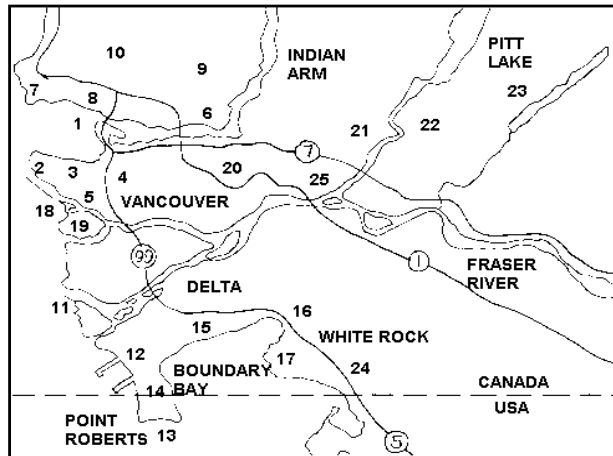 10
9
INDIAN
ARM
PITT
LAKE
7
8
6
23
1
21
22
7
2
3
4
20
25
5
VANCOUVER
18
19
99
1
FRASER
RIVER
DELTA
11
16
15
WHITE ROCK
12
17
24
BOUNDARY
BAY
14
CANADA
USA
POINT
ROBERTS
13
5